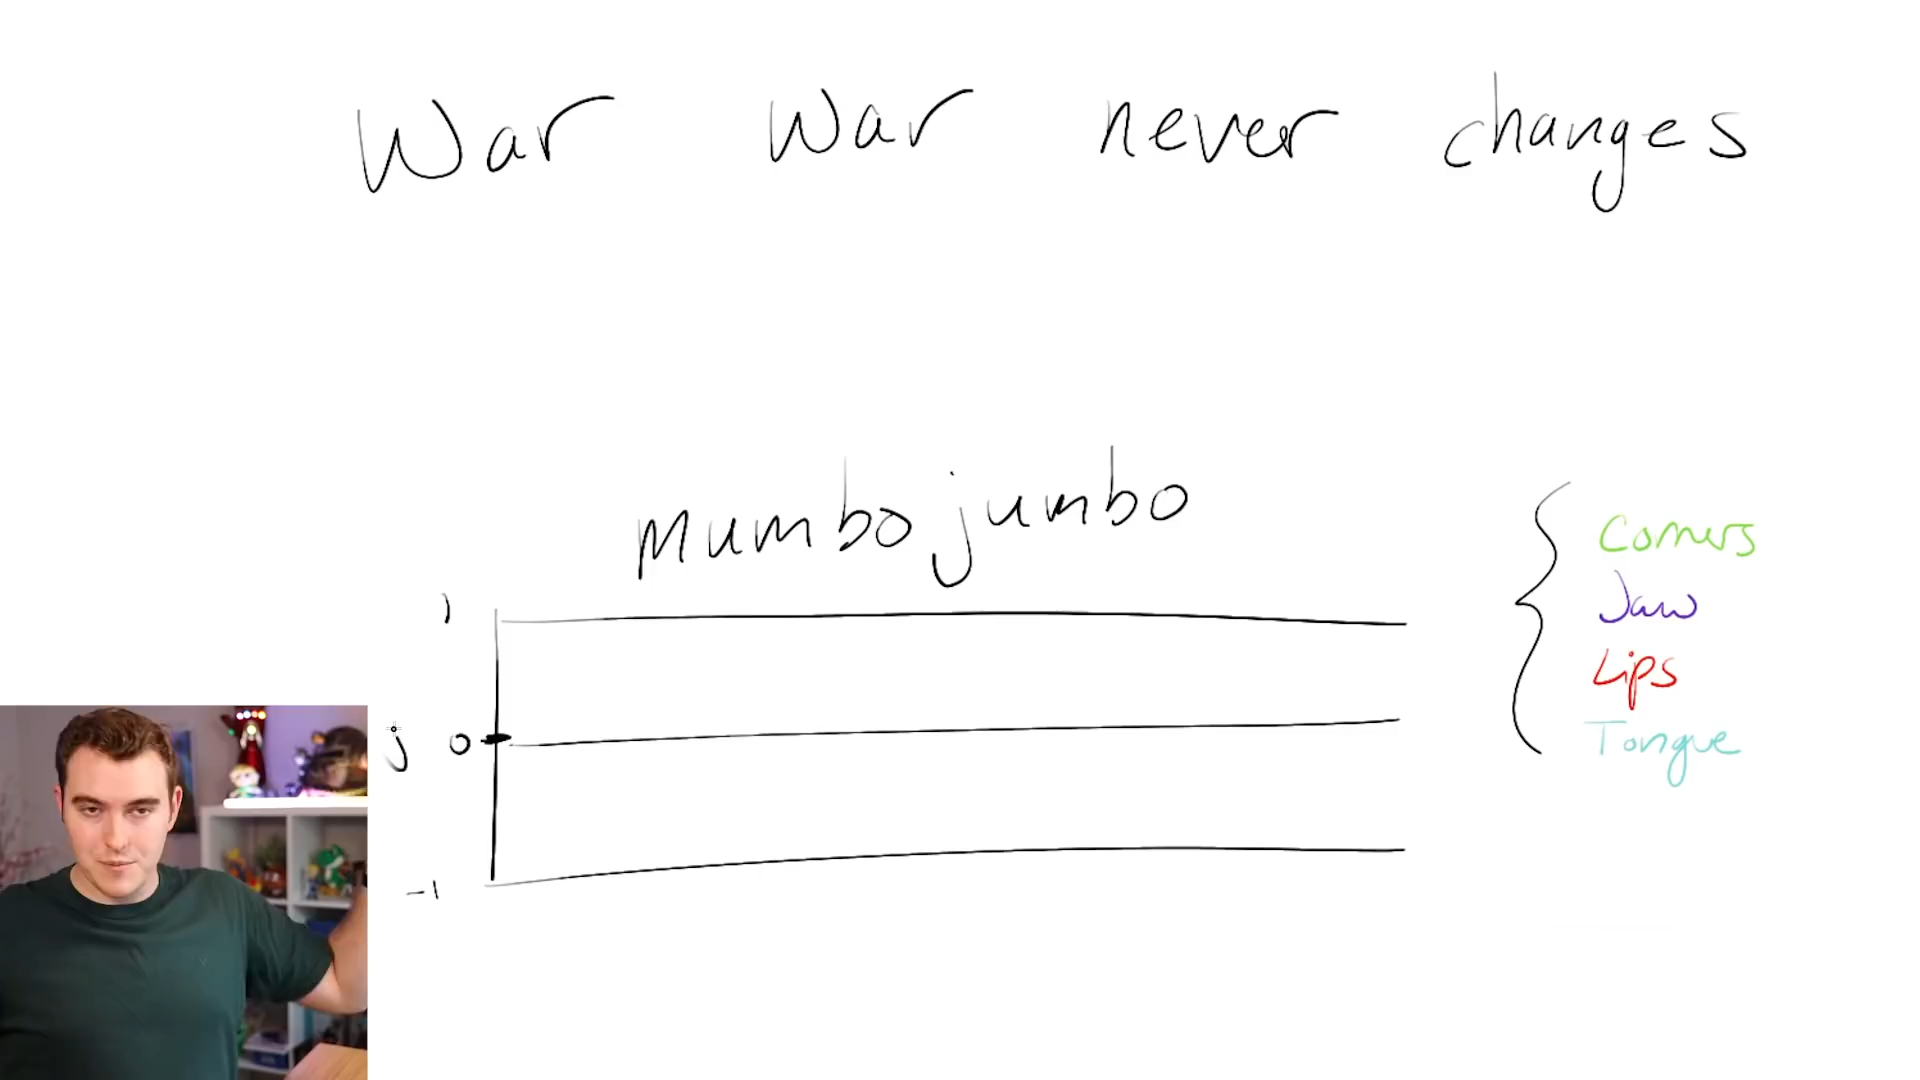 War War never changes
mumbo jumbo
Corners
1
Jaw
Lips
j 0
Tongue
-1